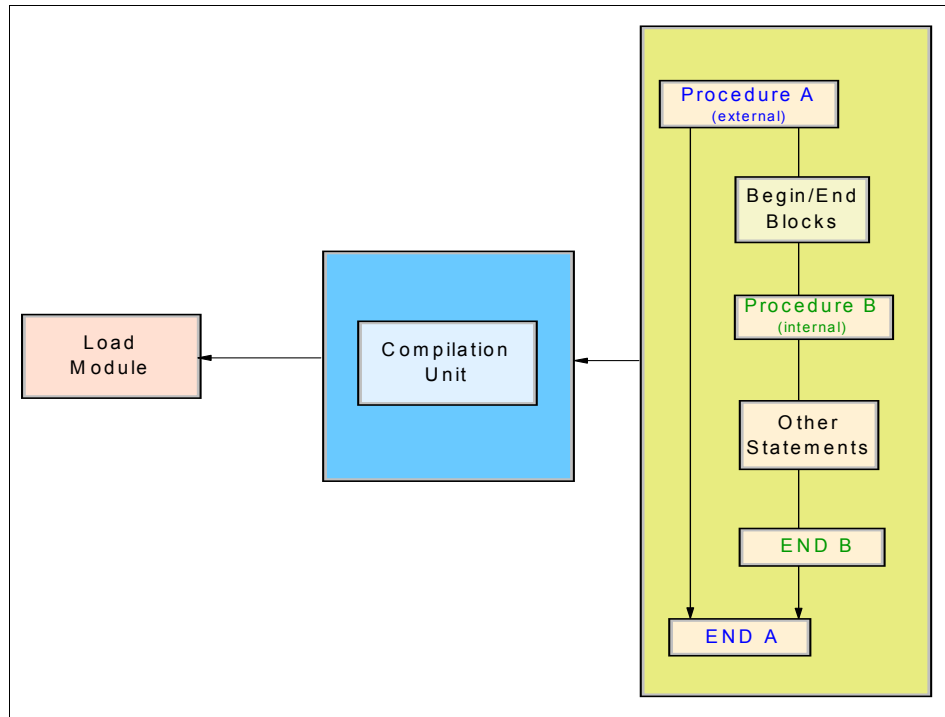 Procedure A
(external)
Begin/End
Blocks
Procedure B
(internal)
Other
Statements
END B
END A
Compilation
Unit
Load
Module